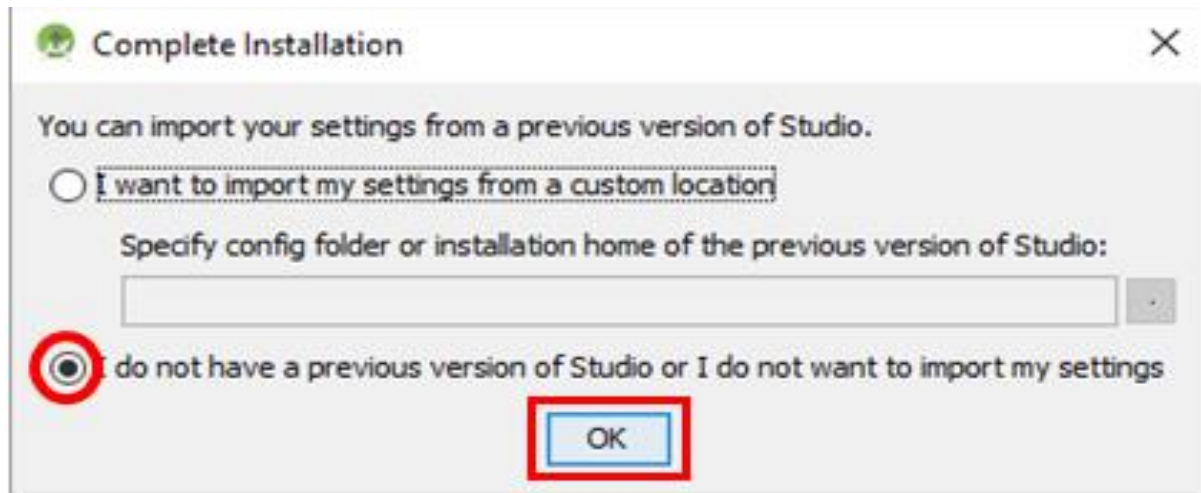 Complete Installation
You can import your settings from a previous version of Studio.
I want to import my settings from a custom location
Specify config folder or installation home of the previous version of Studio:
.
I do not have a previous version of Studio or I do not want to import my settings
OK